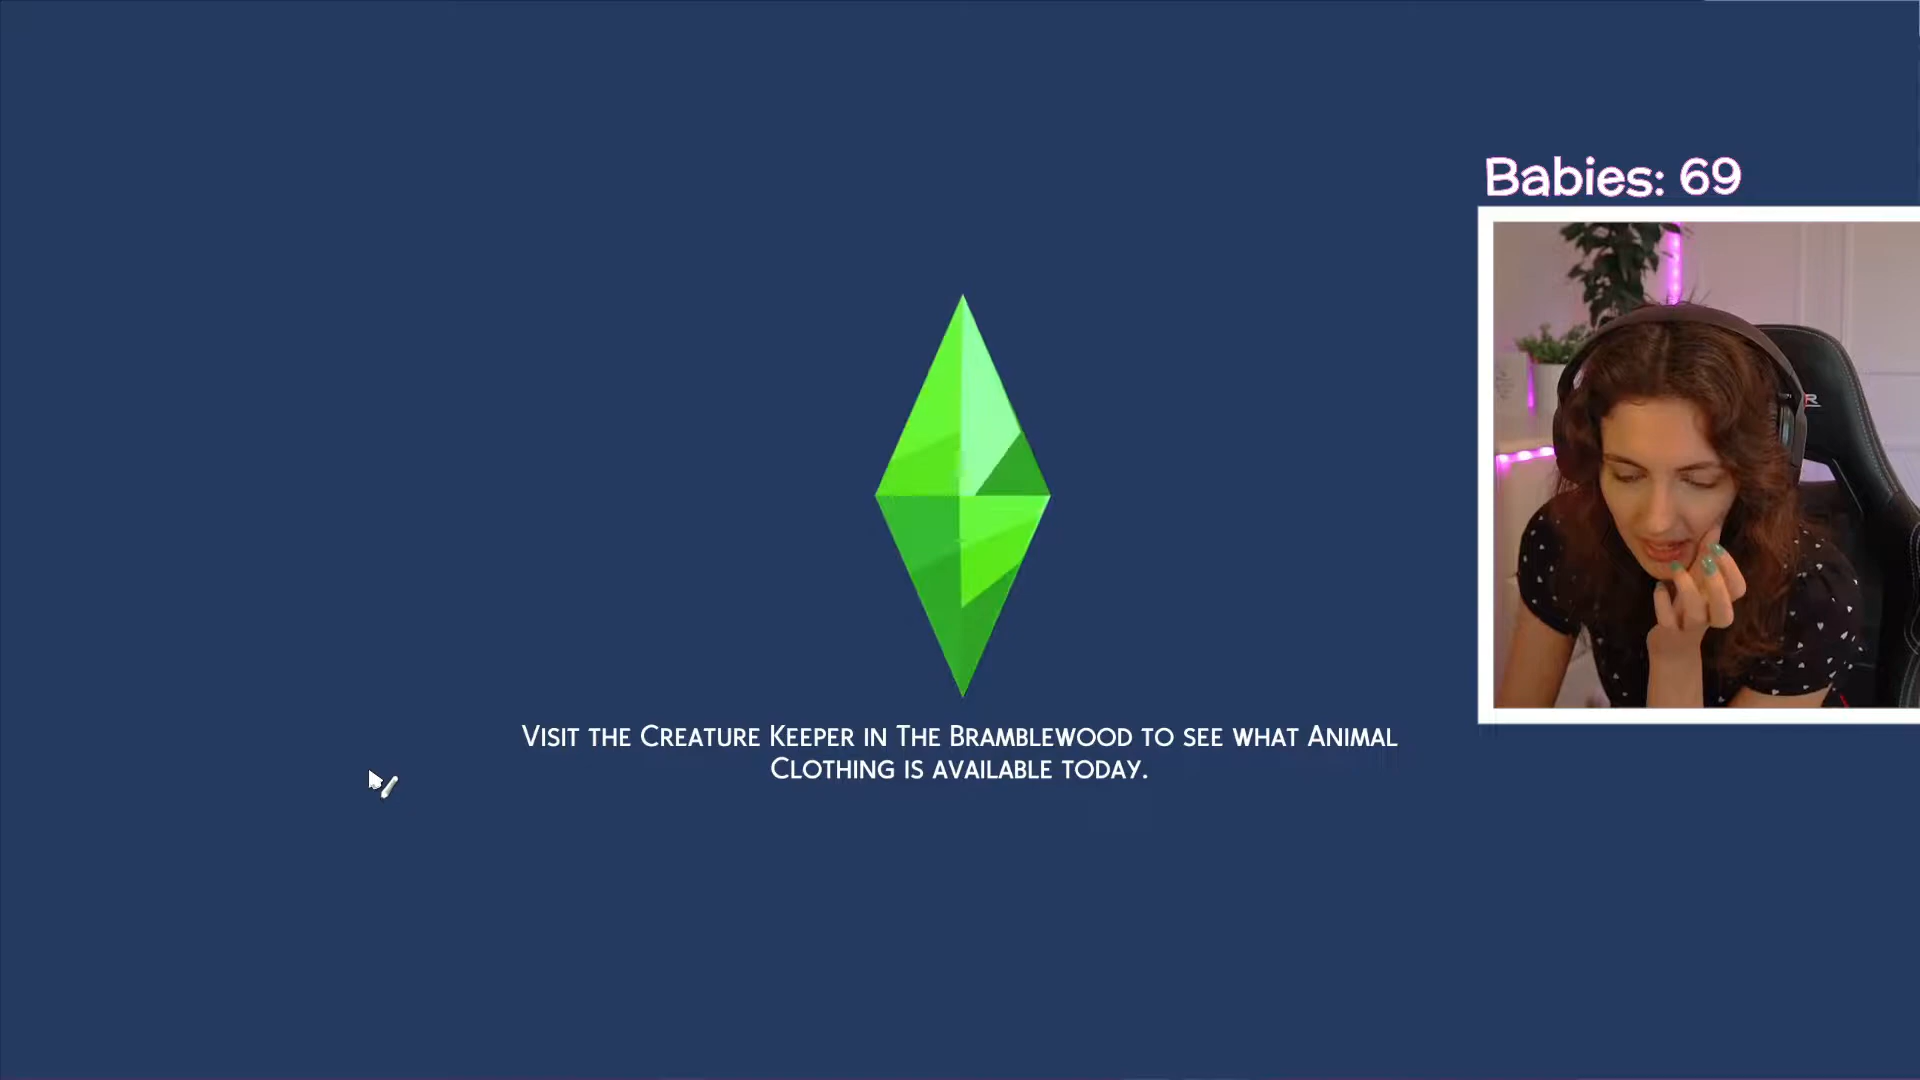 Babies: 69
R
VISIT THE CREATURE KEEPER IN THE BRAMBLEWOOD TO SEE WHAT ANIMAL
CLOTHING IS AVAILABLE TODAY.